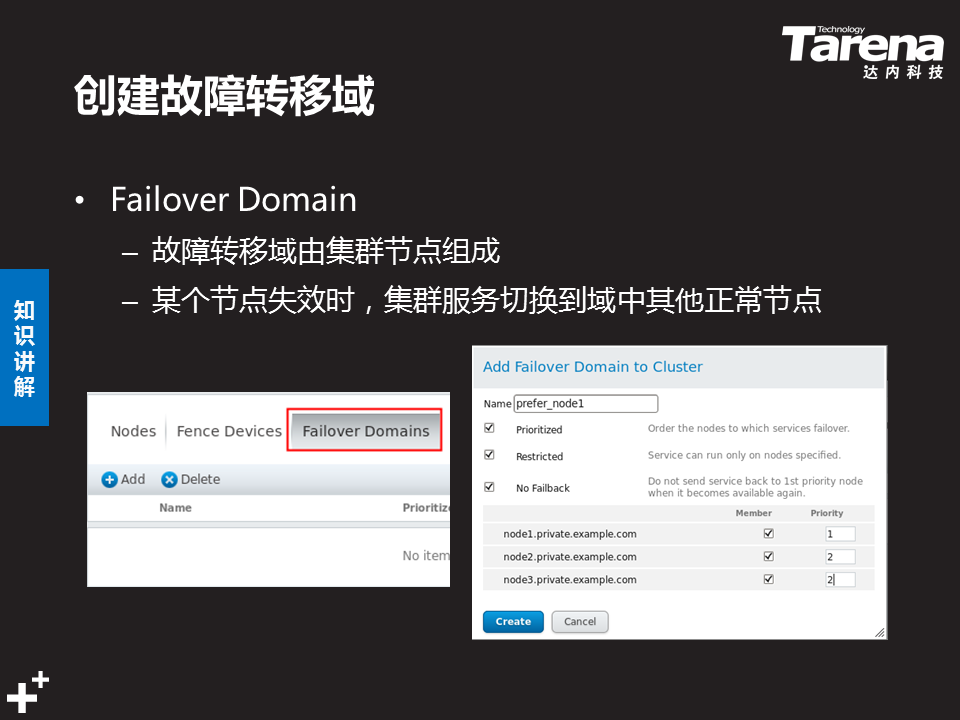 Technology
Tarena
达内科技
创建故障转移域
• Failover Domain
– 故障转移域由集群节点组成
– 某个节点失效时，集群服务切换到域中其他正常节点
知识讲解
Nodes Fence Devices Failover Domains
Add Delete
Name Prioritize
No item
Add Failover Domain to Cluster
Name prefer_node1
Prioritized Order the nodes to which services failover.
Restricted Service can run only on nodes specified.
No Failback Do not send service back to 1st priority node
when it becomes available again.
Member Priority
node1.private.example.com 1
node2.private.example.com 2
node3.private.example.com 2
Create Cancel